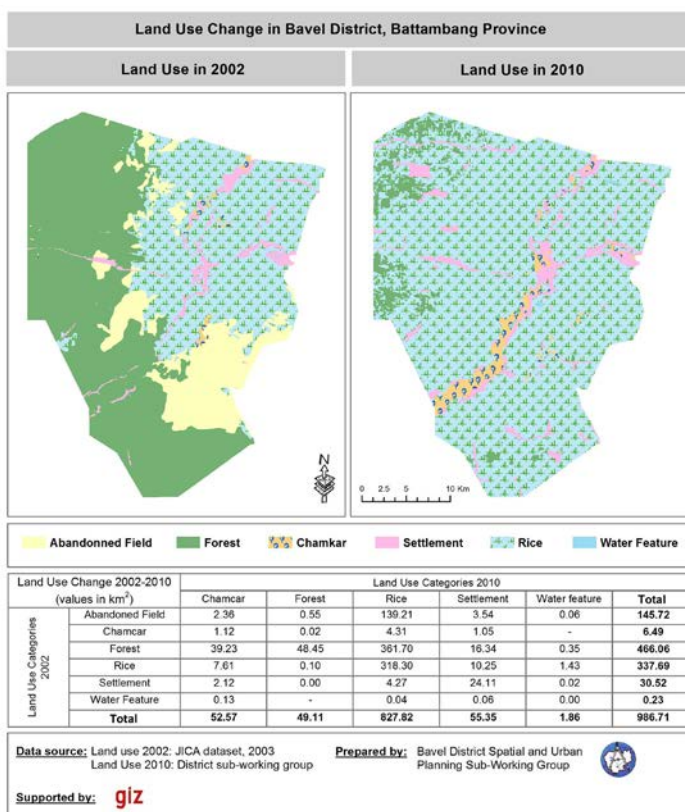 Land Use Change in Bavel District, Battambang Province
Land Use in 2002
Land Use in 2010
N
0 2.5 5 10 Km
Abandonned Field Forest Chamkar Settlement Rice Water Feature
Land Use Change 2002-2010
(values in km²)
Land Use Categories 2010
Chamcar Forest Rice Settlement Water feature Total
Land Use Categories
2002
Abandoned Field 2.36 0.55 139.21 3.54 0.06 145.72
Chamcar 1.12 0.02 4.31 1.05 - 6.49
Forest 39.23 48.45 361.70 16.34 0.35 466.06
Rice 7.61 0.10 318.30 10.25 1.43 337.69
Settlement 2.12 0.00 4.27 24.11 0.02 30.52
Water Feature 0.13 - 0.04 0.06 0.00 0.23
Total 52.57 49.11 827.82 55.35 1.86 986.71
Data source: Land use 2002: JICA dataset, 2003
Land Use 2010: District sub-working group
Prepared by: Bavel District Spatial and Urban
Planning Sub-Working Group
Supported by: giz